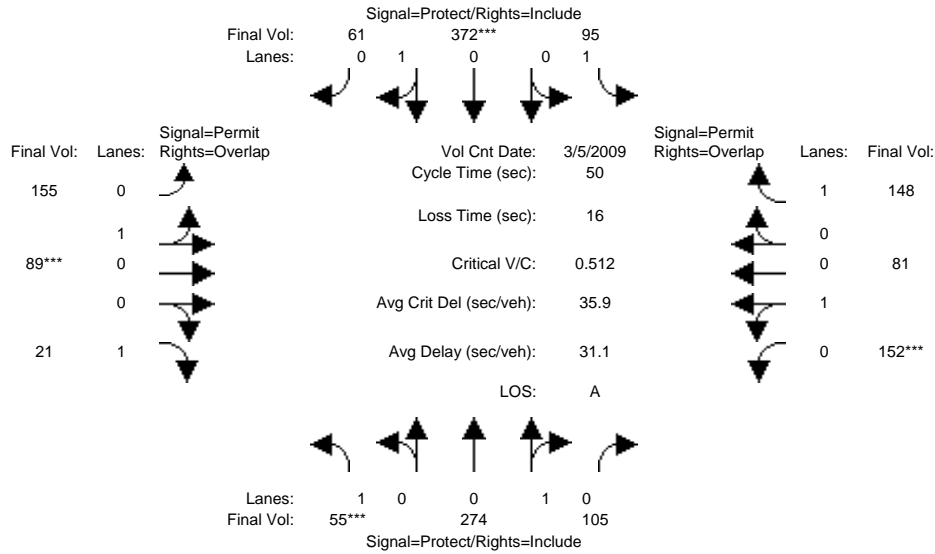 Signal=Protect/Rights=Include
Final Vol: 61 372*** 95
Lanes: 0 1 0 0 1
Signal=Permit
Final Vol: Lanes: Rights=Overlap
Vol Cnt Date: 3/5/2009
Signal=Permit
Rights=Overlap Lanes: Final Vol:
Cycle Time (sec): 50
155 0
1 148
Loss Time (sec): 16
1
0
89*** 0
Critical V/C: 0.512
0 81
0
Avg Crit Del (sec/veh): 35.9
1
21 1
Avg Delay (sec/veh): 31.1
0 152***
LOS: A
Lanes: 1 0 0 1 0
Final Vol: 55*** 274 105
Signal=Protect/Rights=Include